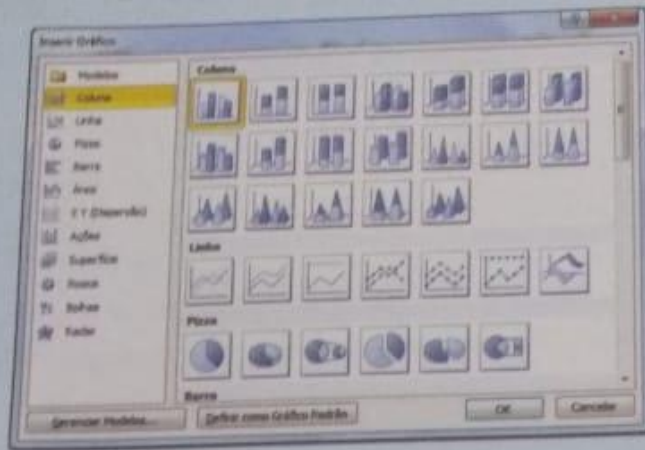 Inserir Gráfico
Modelos
Coluna
Linha
Pizza
Barra
Área
X Y (Dispersão)
Ações
Superfície
Rosca
Bolhas
Radar
Coluna
Linha
Pizza
Barra
Gerenciar Modelos...
Definir como Gráfico Padrão
OK
Cancelar